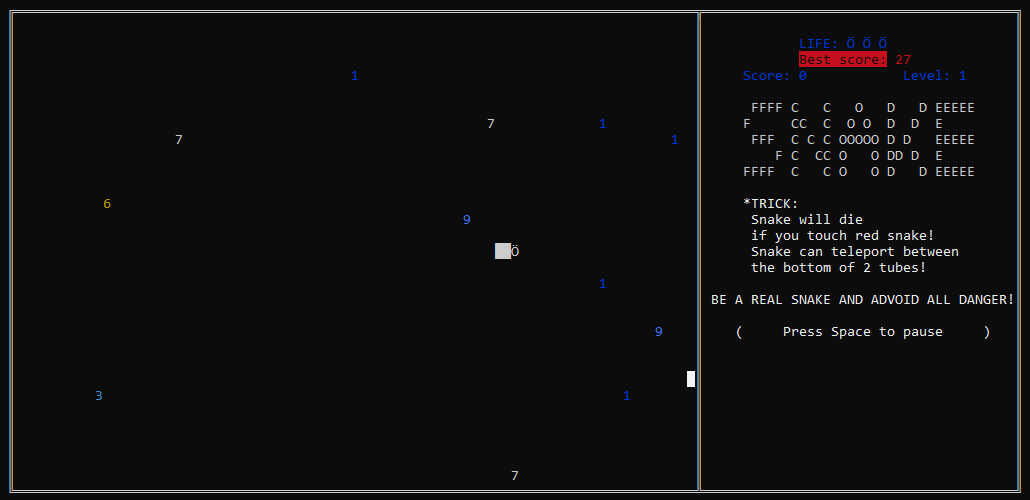 LIFE: Ö Ö Ö
Best score: 27
Score: 0 Level: 1
1
7 1
7 1
6
9
Ö
1
9
3 1
7
FFFF C   C   O   D   D EEEEE
F     CC  C  O O  D  D  E
FFF  C C C OOOOO D D   EEEEE
F C  CC O   O DD D  E
FFFF  C   C O   O D   D EEEEE
*TRICK:
Snake will die
if you touch red snake!
Snake can teleport between
the bottom of 2 tubes!
BE A REAL SNAKE AND ADVOID ALL DANGER!
(     Press Space to pause     )